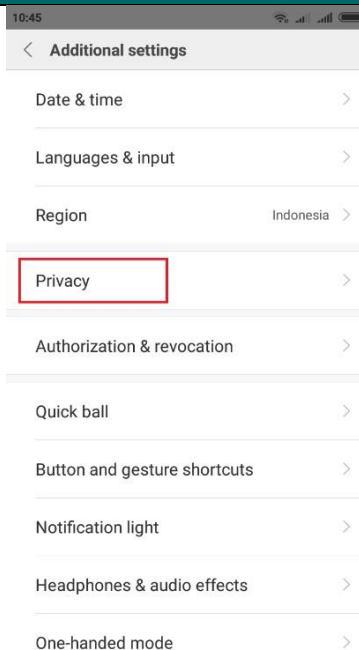 10:45
Additional settings
Date & time
Languages & input
Region Indonesia
Privacy
Authorization & revocation
Quick ball
Button and gesture shortcuts
Notification light
Headphones & audio effects
One-handed mode